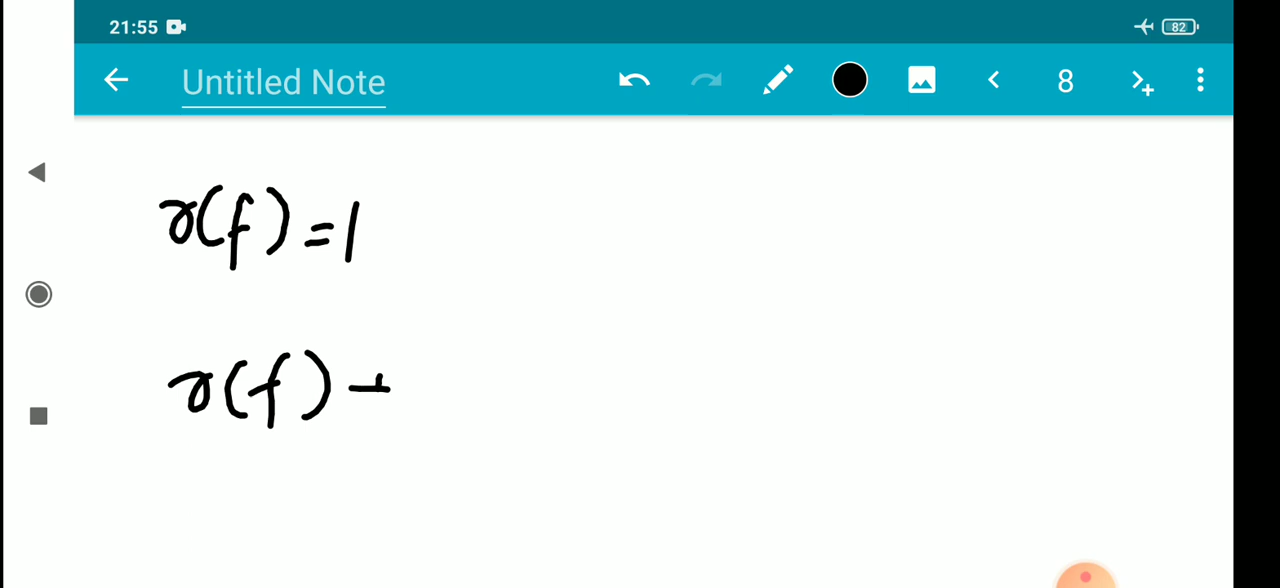 21:55 82
Untitled Note 8
r(f) = 1
r(f) +